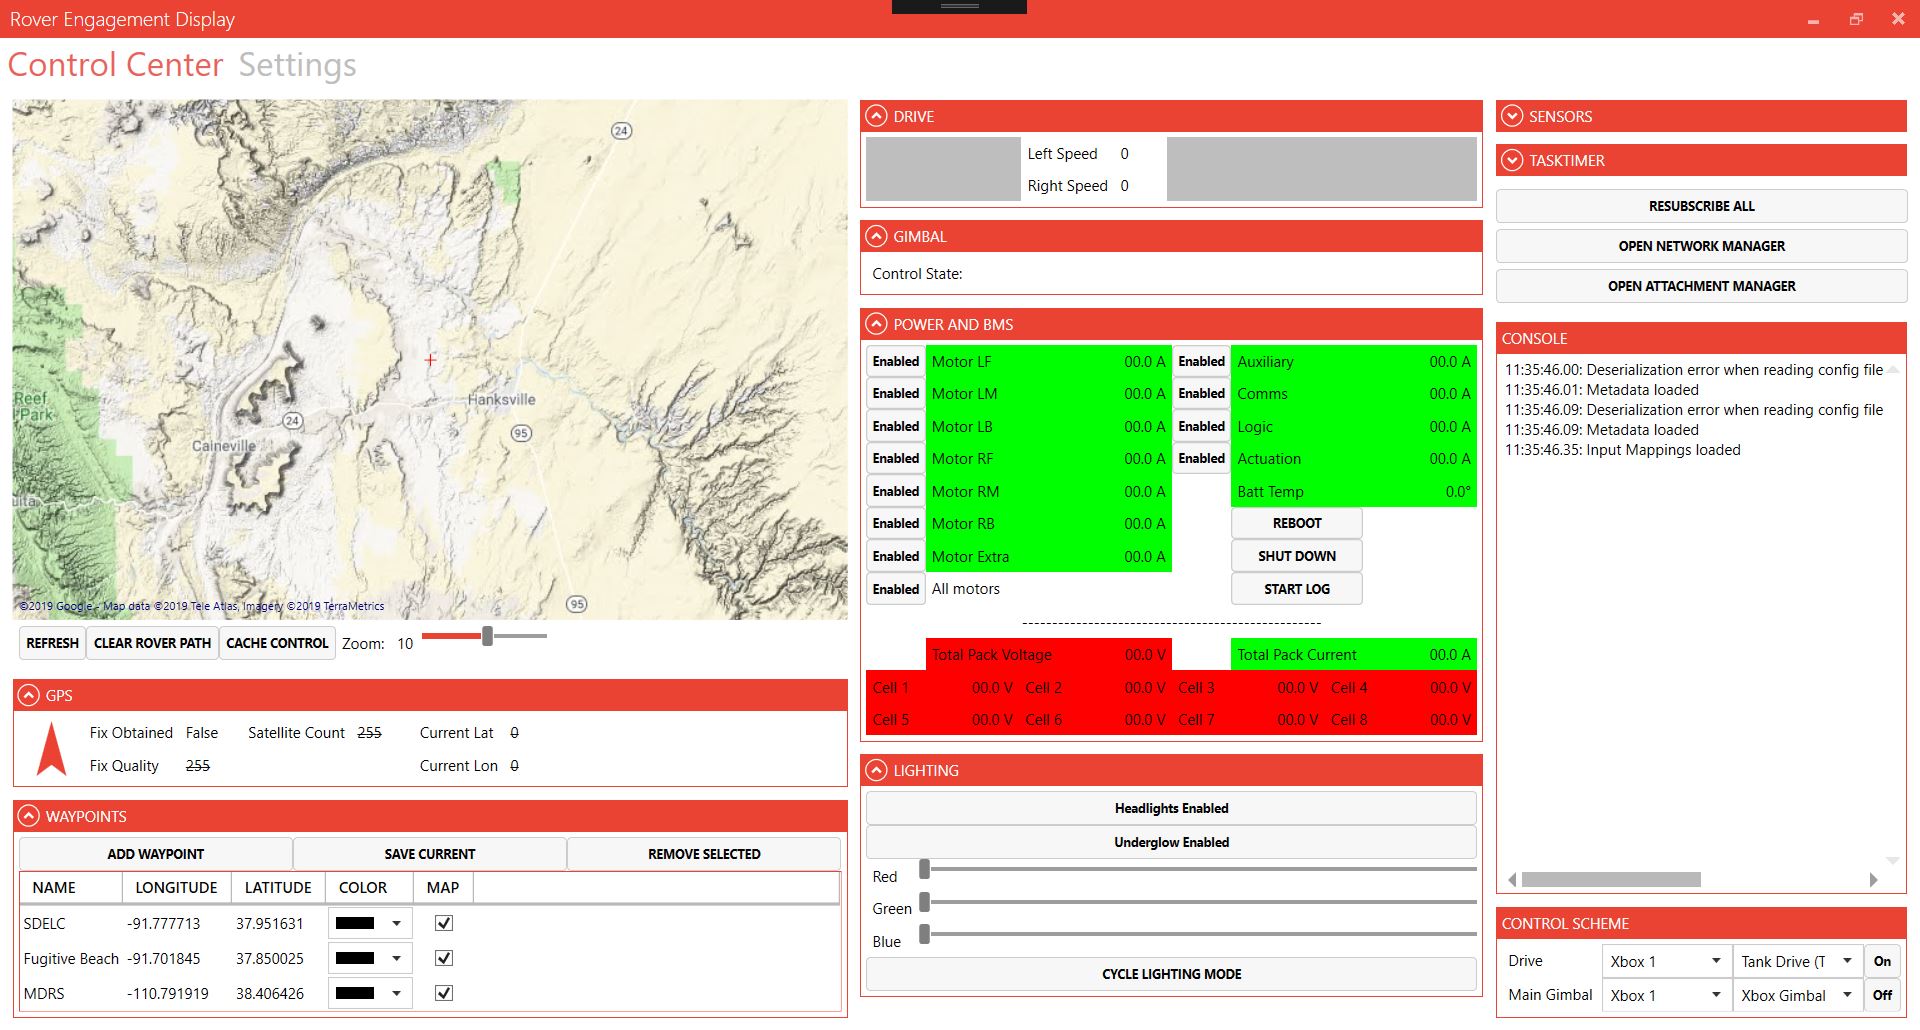 Rover Engagement Display
Control Center Settings
24
Reef
Park
24
Hanksville
95
Caineville
95
©2019 Google - Map data ©2019 Tele Atlas, Imagery ©2019 TerraMetrics
REFRESH CLEAR ROVER PATH CACHE CONTROL Zoom: 10
GPS
Fix Obtained False Satellite Count 255 Current Lat 0
Fix Quality 255 Current Lon 0
WAYPOINTS
ADD WAYPOINT SAVE CURRENT REMOVE SELECTED
NAME LONGITUDE LATITUDE COLOR MAP
SDELC -91.777713 37.951631
Fugitive Beach -91.701845 37.850025
MDRS -110.791919 38.406426
DRIVE
Left Speed 0
Right Speed 0
GIMBAL
Control State:
POWER AND BMS
Enabled Motor LF 00.0 A Enabled Auxiliary 00.0 A
Enabled Motor LM 00.0 A Enabled Comms 00.0 A
Enabled Motor LB 00.0 A Enabled Logic 00.0 A
Enabled Motor RF 00.0 A Enabled Actuation 00.0 A
Enabled Motor RM 00.0 A Batt Temp 0.0°
Enabled Motor RB 00.0 A REBOOT
Enabled Motor Extra 00.0 A SHUT DOWN
Enabled All motors START LOG
--------------------------------------------------
Total Pack Voltage 00.0 V Total Pack Current 00.0 A
Cell 1 00.0 V Cell 2 00.0 V Cell 3 00.0 V Cell 4 00.0 V
Cell 5 00.0 V Cell 6 00.0 V Cell 7 00.0 V Cell 8 00.0 V
LIGHTING
Headlights Enabled
Underglow Enabled
Red
Green
Blue
CYCLE LIGHTING MODE
SENSORS
TASKTIMER
RESUBSCRIBE ALL
OPEN NETWORK MANAGER
OPEN ATTACHMENT MANAGER
CONSOLE
11:35:46.00: Deserialization error when reading config file
11:35:46.01: Metadata loaded
11:35:46.09: Deserialization error when reading config file
11:35:46.09: Metadata loaded
11:35:46.35: Input Mappings loaded
CONTROL SCHEME
Drive Xbox 1 Tank Drive (T On
Main Gimbal Xbox 1 Xbox Gimbal Off